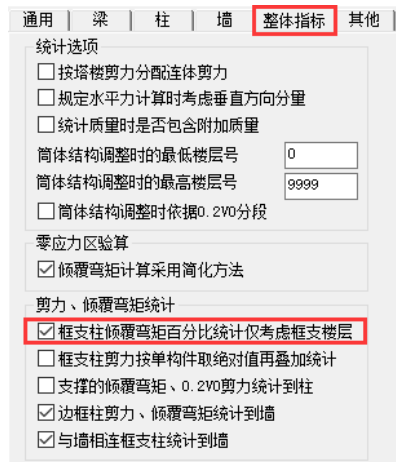 通用 梁 柱 墙 整体指标 其他
统计选项
按塔楼剪力分配连体剪力
规定水平力计算时考虑垂直方向分量
统计质量时是否包含附加质量
筒体结构调整时的最低楼层号 0
筒体结构调整时的最高楼层号 9999
筒体结构调整时依据0.2V0分段
零应力区验算
倾覆弯矩计算采用简化方法
剪力、倾覆弯矩统计
框支柱倾覆弯矩百分比统计仅考虑框支楼层
框支柱剪力按单构件取绝对值再叠加统计
支撑的倾覆弯矩、0.2V0剪力统计到柱
边框柱剪力、倾覆弯矩统计到墙
与墙相连框支柱统计到墙